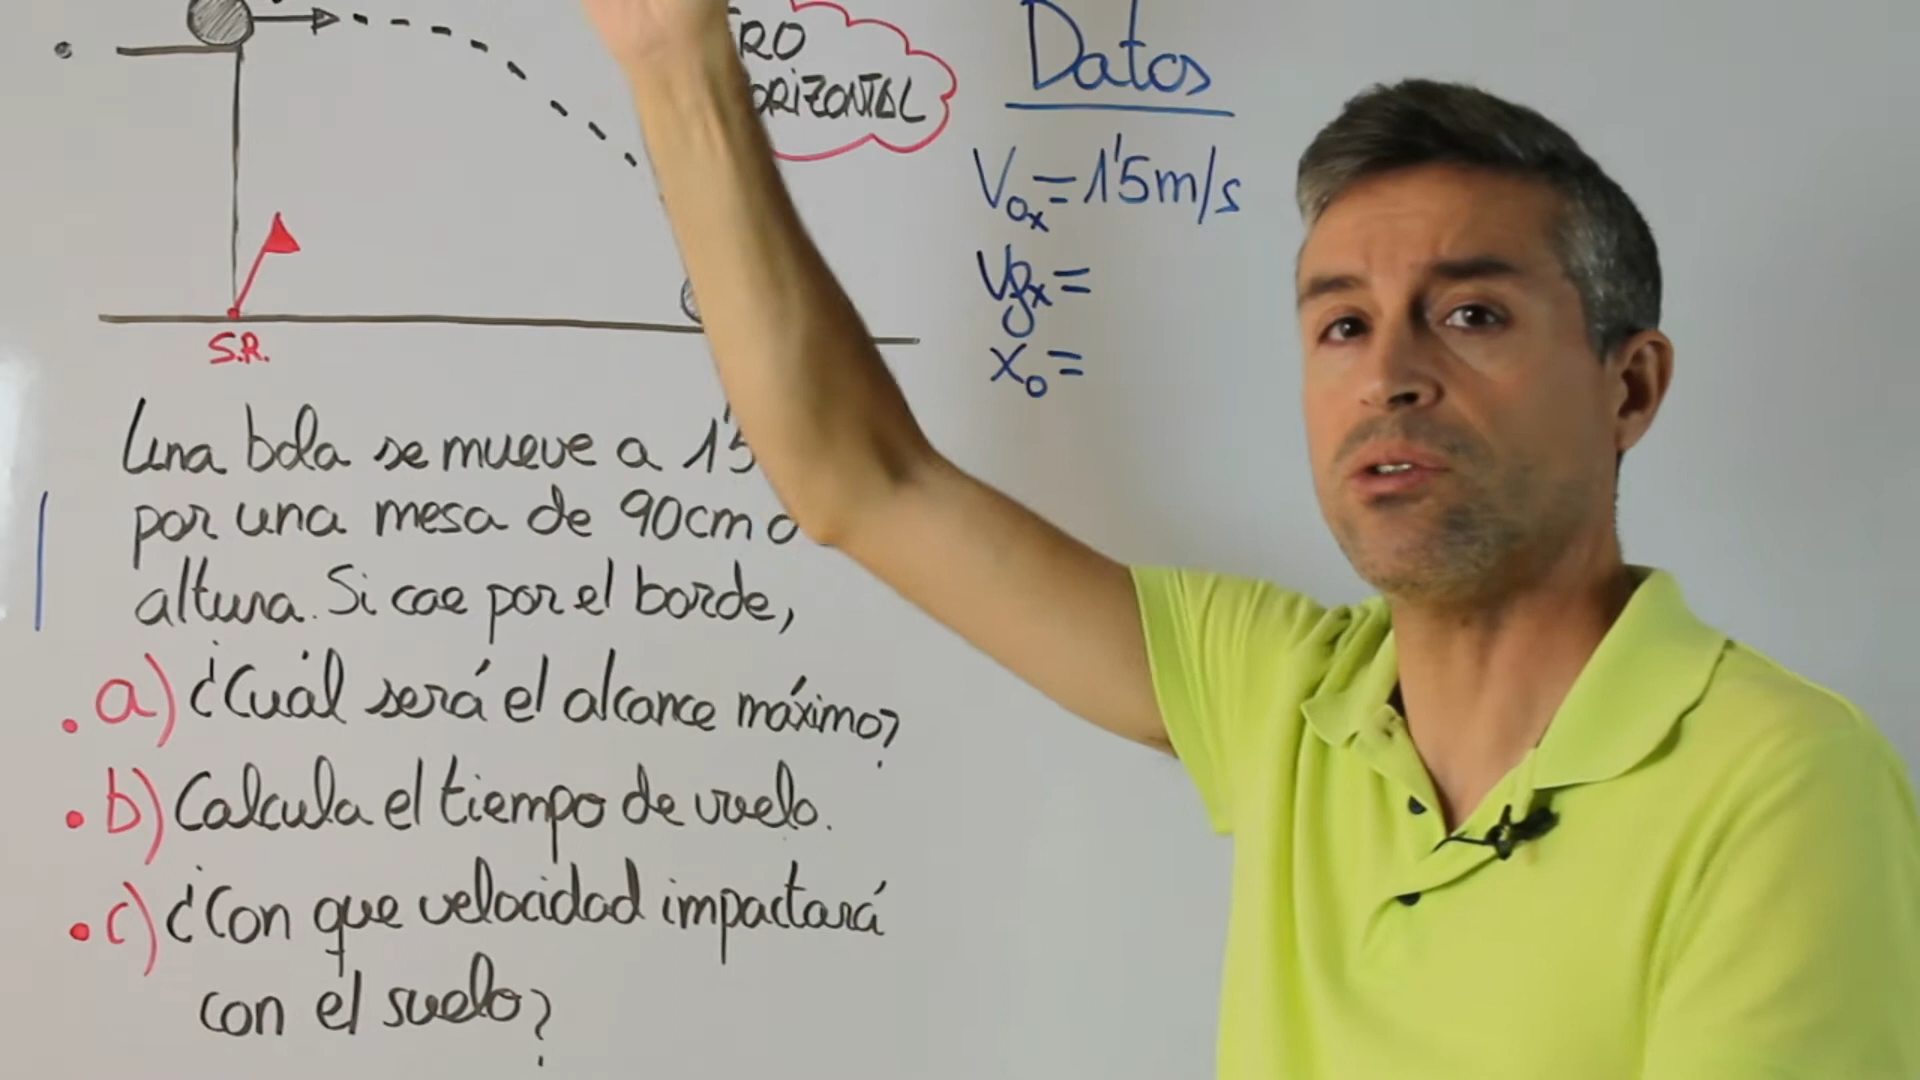 ORIZONTAL
S.R.
Una bola se mueve a 1'5
por una mesa de 90cm
altura. Si cae por el borde,
a) ¿Cuál será el alcance máximo?
b) Calcula el tiempo de vuelo.
c) ¿Con que velocidad impactará
con el suelo?
Datos
V₀ₓ = 1'5m/s
Vfₓ =
X₀ =